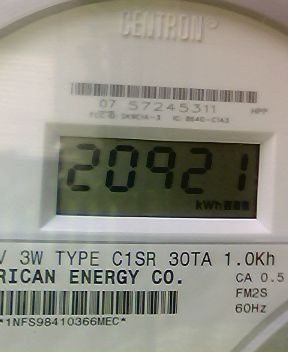 CENTRON®
07 57245311 HPP
20921
kWh
V 3W TYPE C1SR 30TA 1.0Kh
RICAN ENERGY CO. CA 0.5
FM2S
60Hz
*1NFS98410366MEC*